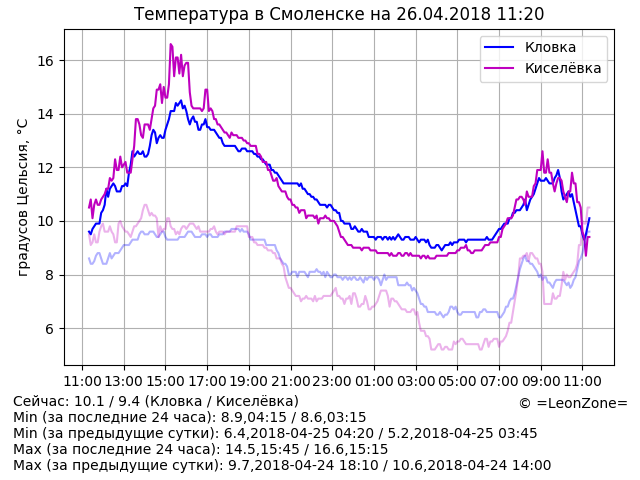 Температура в Смоленске на 26.04.2018 11:20
Кловка
Киселёвка
градусов Цельсия, °C
16
14
12
10
8
6
11:00 13:00 15:00 17:00 19:00 21:00 23:00 01:00 03:00 05:00 07:00 09:00 11:00
Сейчас: 10.1 / 9.4 (Кловка / Киселёвка)
© =LeonZone=
Min (за последние 24 часа): 8.9,04:15 / 8.6,03:15
Min (за предыдущие сутки): 6.4,2018-04-25 04:20 / 5.2,2018-04-25 03:45
Max (за последние 24 часа): 14.5,15:45 / 16.6,15:15
Max (за предыдущие сутки): 9.7,2018-04-24 18:10 / 10.6,2018-04-24 14:00